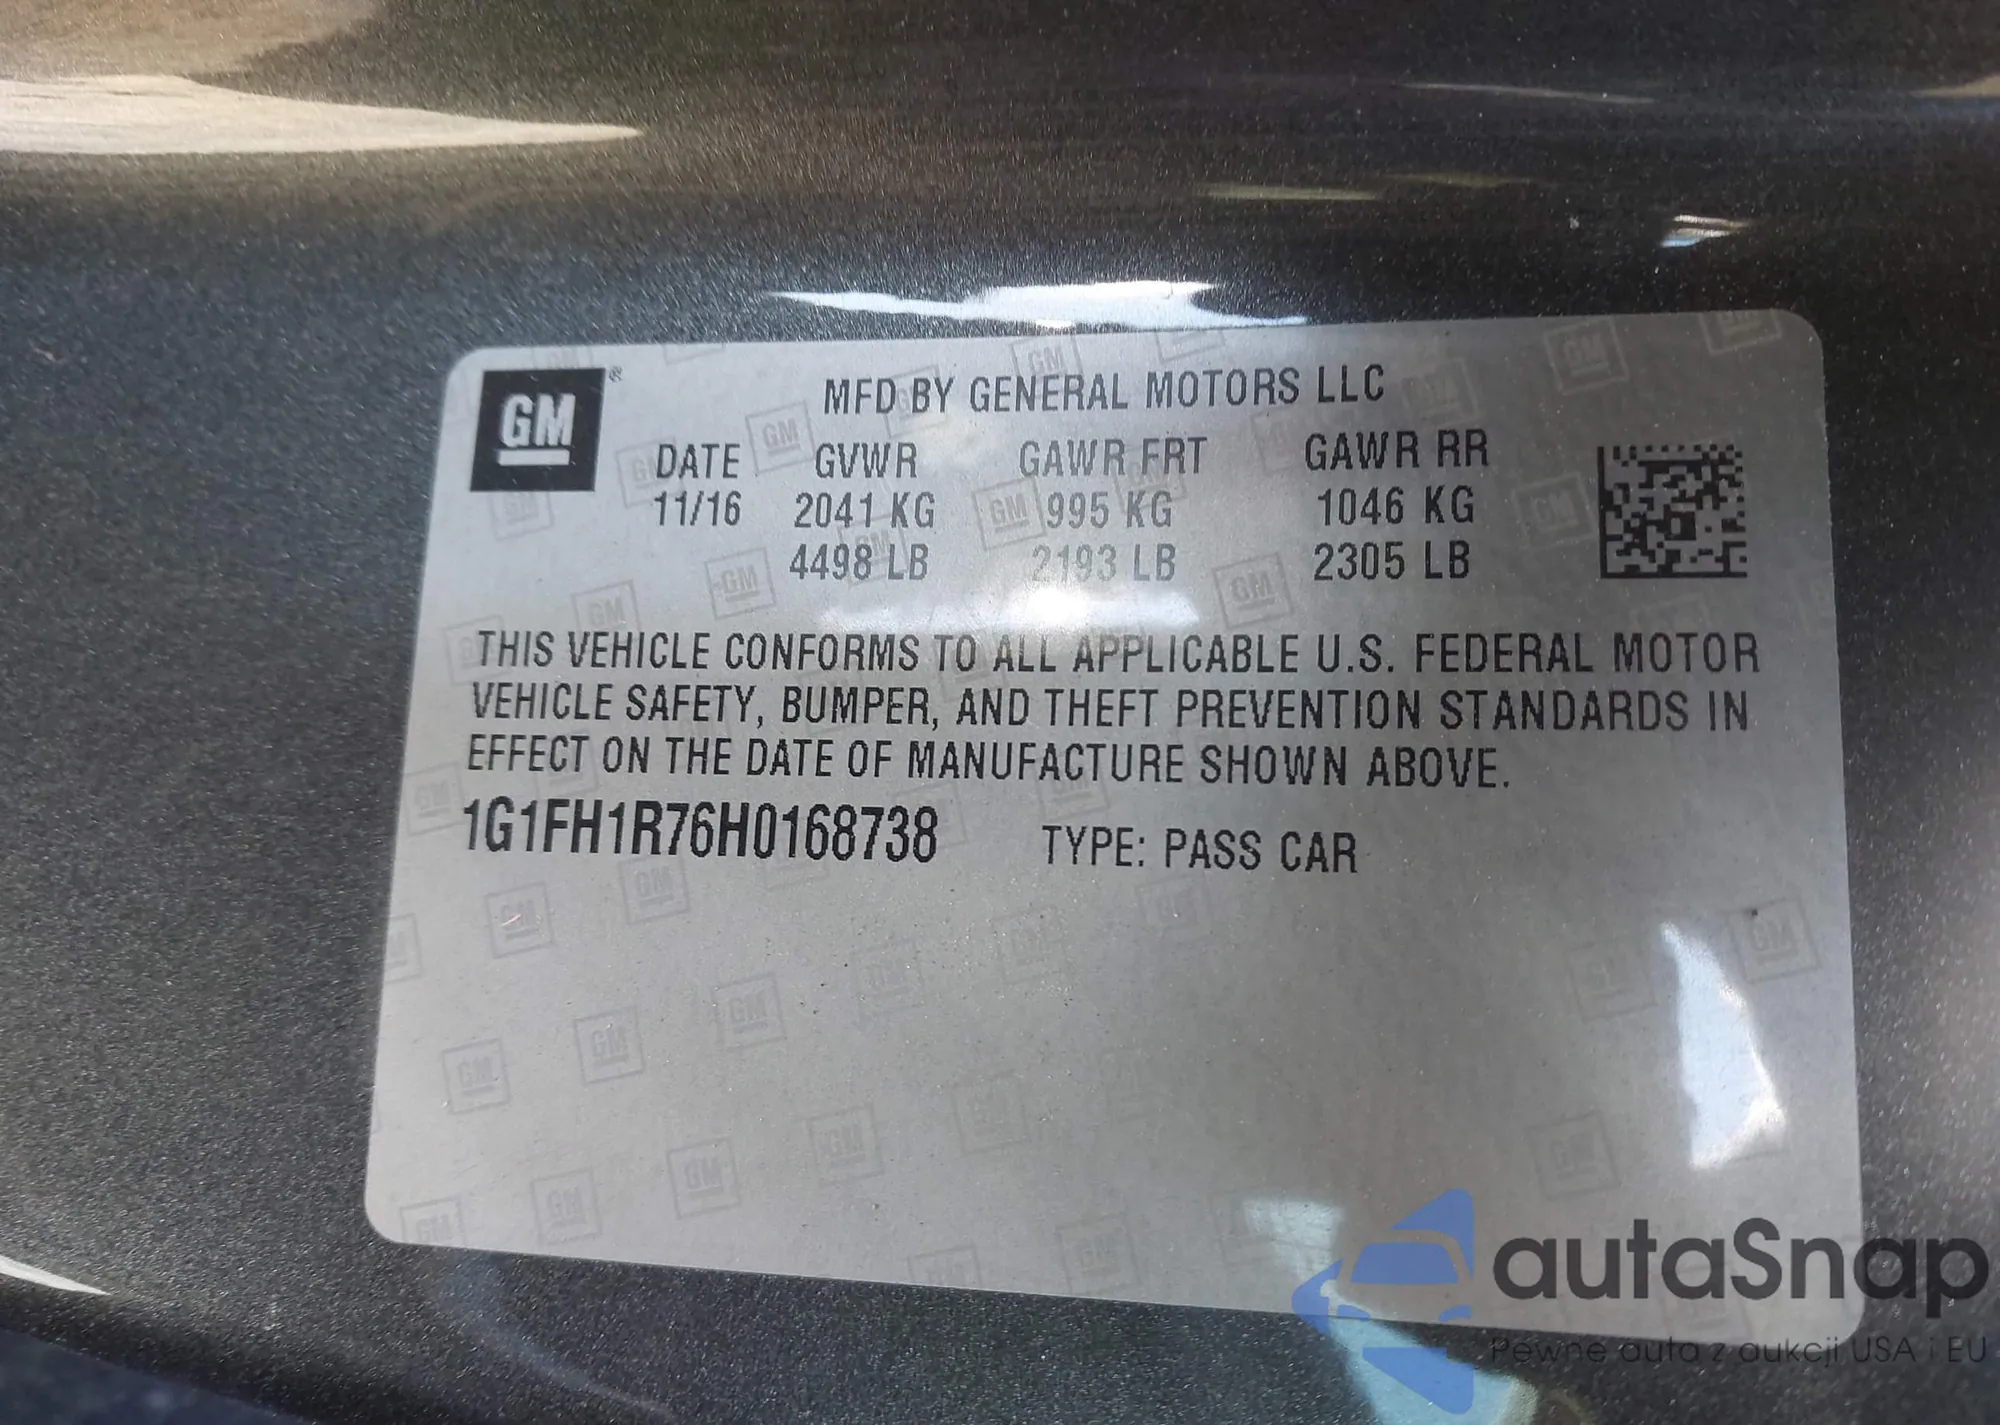 GM ®
MFD BY GENERAL MOTORS LLC
DATE GVWR GAWR FRT GAWR RR
11/16 2041 KG 995 KG 1046 KG
4498 LB 2193 LB 2305 LB
THIS VEHICLE CONFORMS TO ALL APPLICABLE U.S. FEDERAL MOTOR
VEHICLE SAFETY, BUMPER, AND THEFT PREVENTION STANDARDS IN
EFFECT ON THE DATE OF MANUFACTURE SHOWN ABOVE.
1G1FH1R76H0168738 TYPE: PASS CAR
autaSnap
Pewne auta z aukcji USA i EU